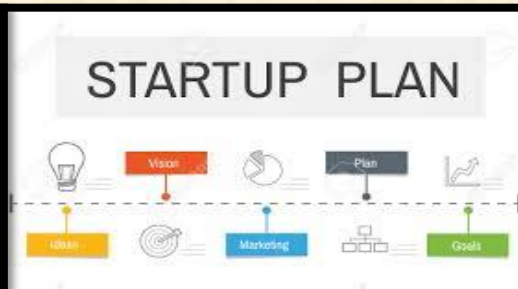 STARTUP PLAN
Vision
Plan
Ideas
Marketing
Goals